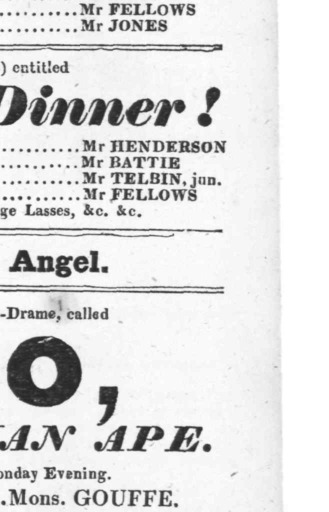 ..........Mr FELLOWS
..........Mr JONES
) entitled
Dinner !
..........Mr HENDERSON
..........Mr BATTIE
..........Mr TELBIN, jun.
..........Mr FELLOWS
ge Lasses, &c. &c.
Angel.
-Drame, called
O,
AN APE.
onday Evening.
.Mons. GOUFFE.